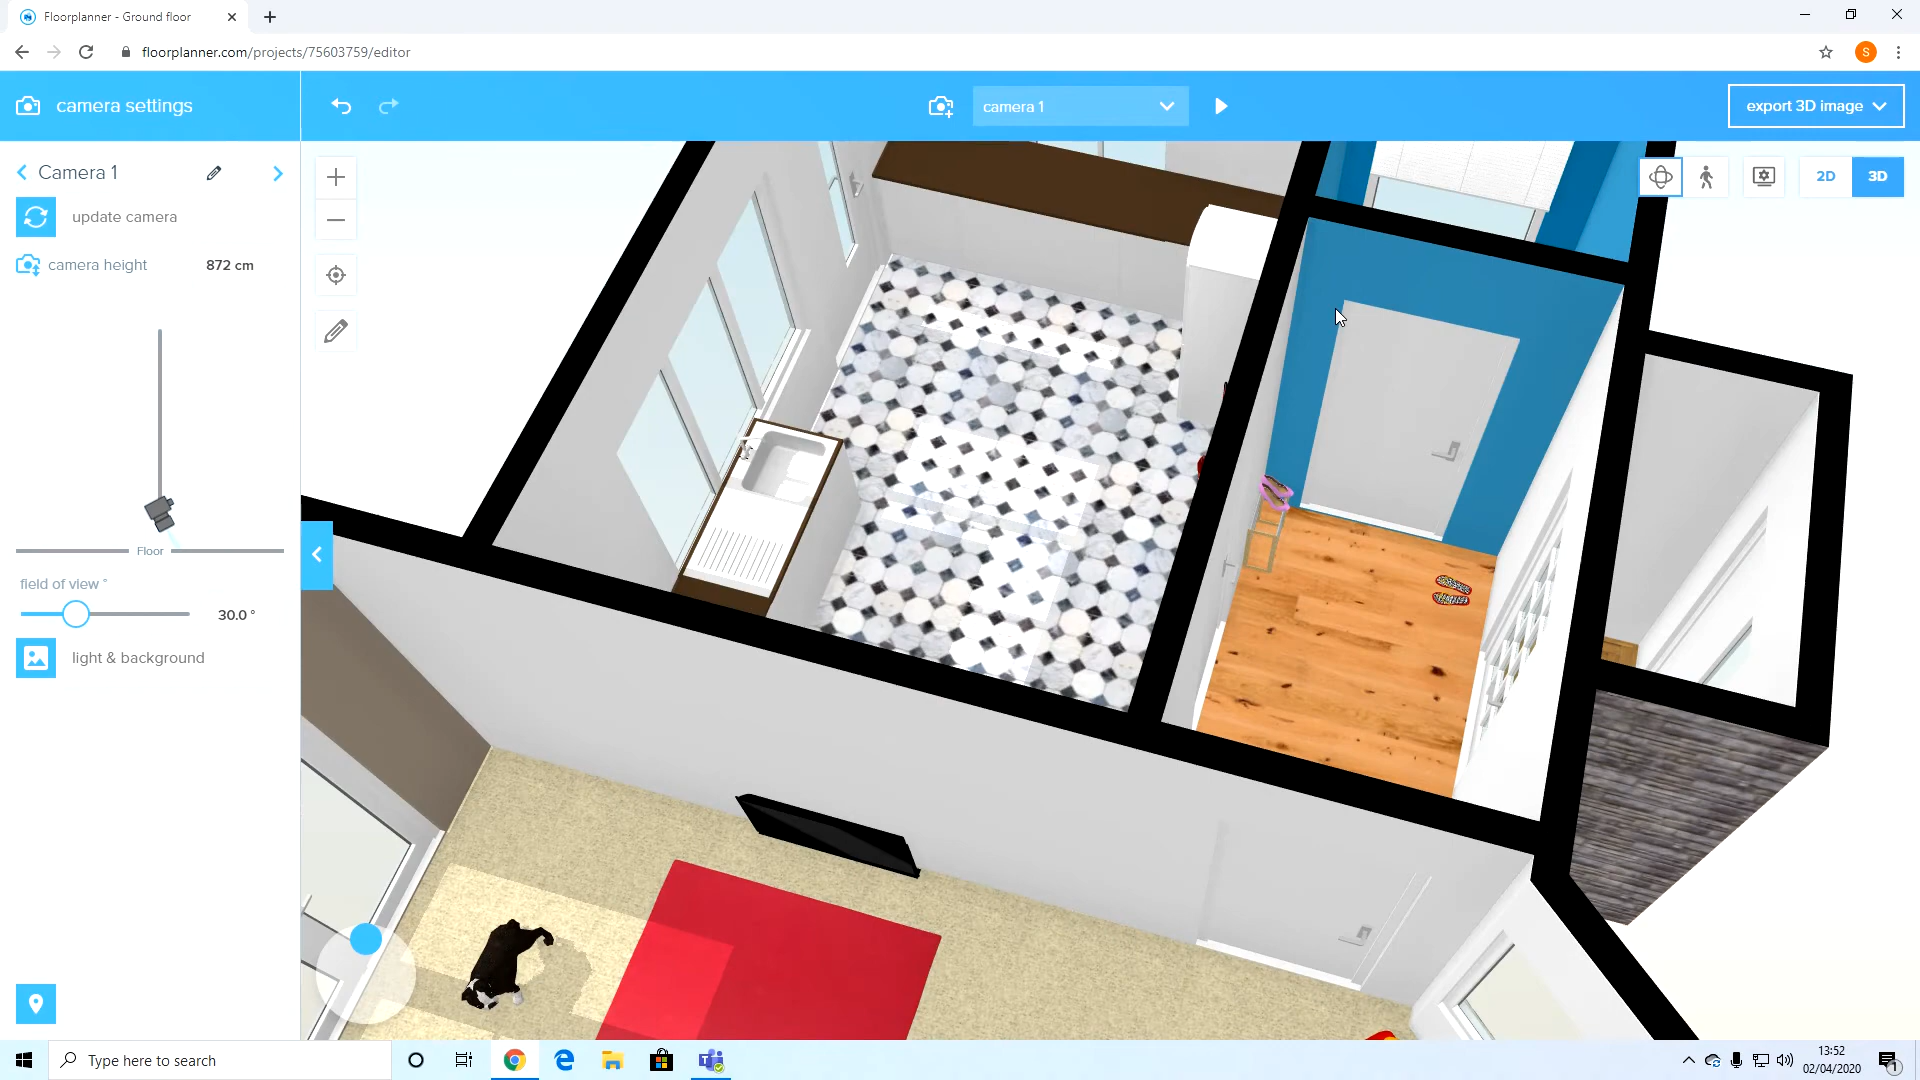 Floorplanner - Ground floor
floorplanner.com/projects/75603759/editor
S
camera settings
camera 1
export 3D image
Camera 1
update camera
camera height 872 cm
Floor
field of view °
30.0 °
light & background
2D
3D
Type here to search
13:52
02/04/2020
1